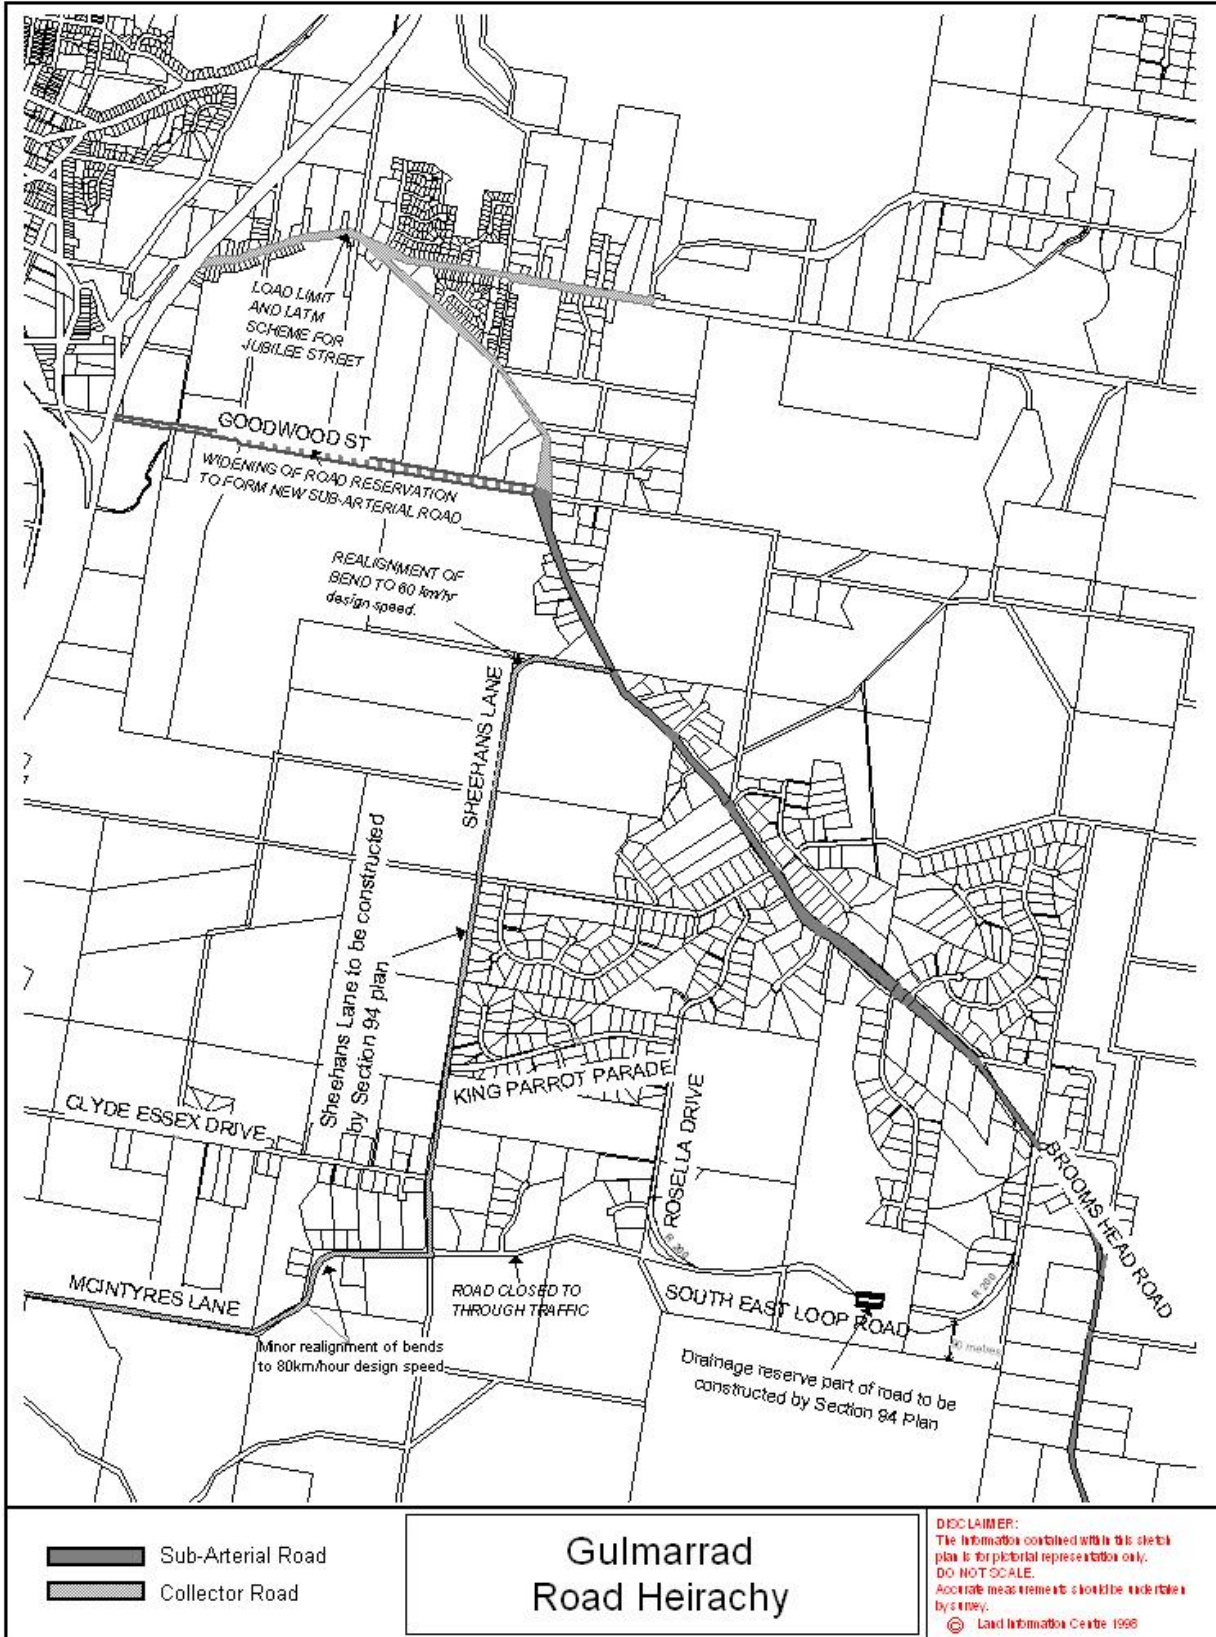 LOAD LIMIT
AND LATM
SCHEME FOR
JUBILEE STREET
GOODWOOD ST
WIDENING OF ROAD RESERVATION
TO FORM NEW SUB-ARTERIAL ROAD
REALIGNMENT OF
BEND TO 60 km/hr
design speed.
SHEEHANS LANE
Sheehans Lane to be constructed
by Section 94 plan
KING PARROT PARADE
CLYDE ESSEX DRIVE
ROSELLA DRIVE
BROOMS HEAD ROAD
R 200
MCINTYRES LANE
ROAD CLOSED TO
THROUGH TRAFFIC
SOUTH EAST LOOP ROAD
R 200
metres
Minor realignment of bends
to 80km/hour design speed
Drainage reserve part of road to be
constructed by Section 94 Plan
Sub-Arterial Road
Collector Road
Gulmarrad
Road Heirachy
DISCLAIMER:
The Information contained within this sketch
plan is for pictorial representation only.
DO NOT SCALE.
Accurate measurements should be undertaken
by survey.
© Land Information Centre 1998